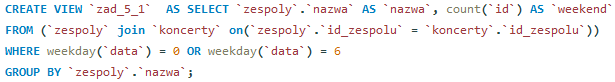 CREATE VIEW `zad_5_1`  AS SELECT `zespoly`.`nazwa` AS `nazwa`, count(`id`) AS `weekend`
FROM (`zespoly` join `koncerty` on(`zespoly`.`id_zespolu` = `koncerty`.`id_zespolu`))
WHERE weekday(`data`) = 0 OR weekday(`data`) = 6
GROUP BY `zespoly`.`nazwa`;